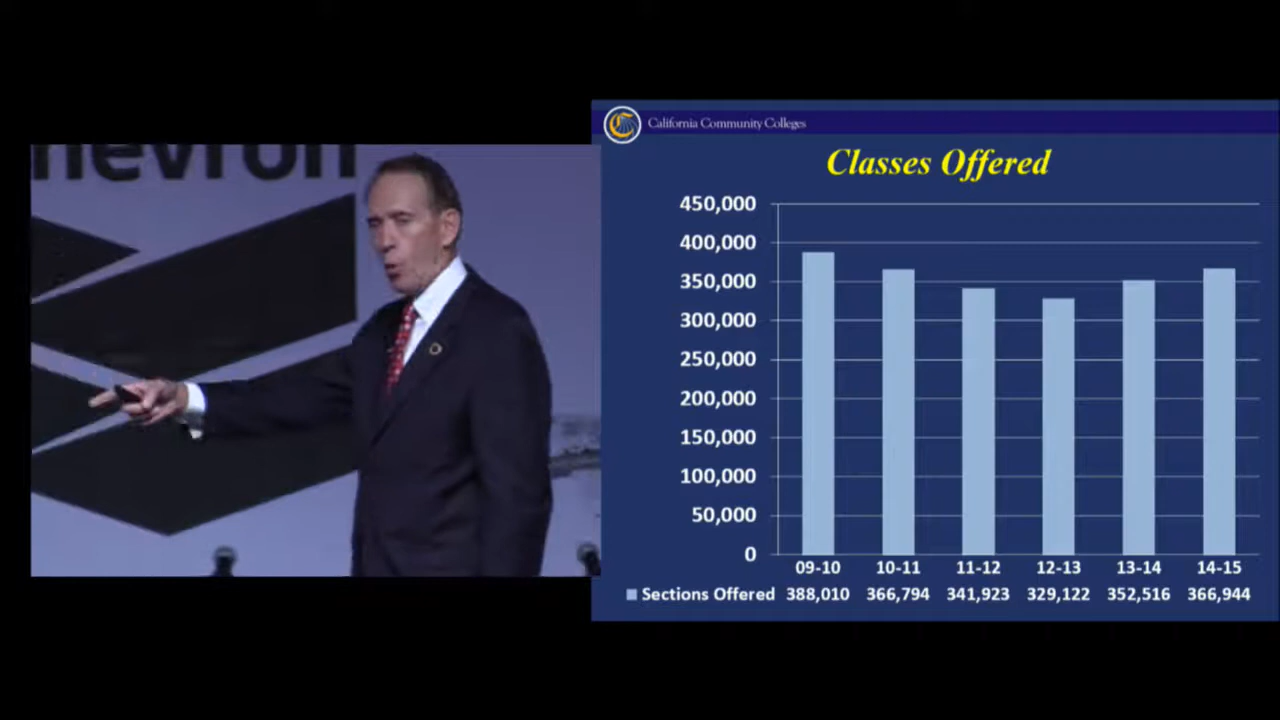 hevron
California Community Colleges
Classes Offered
450,000
400,000
350,000
300,000
250,000
200,000
150,000
100,000
50,000
0
09-10 10-11 11-12 12-13 13-14 14-15
Sections Offered 388,010 366,794 341,923 329,122 352,516 366,944